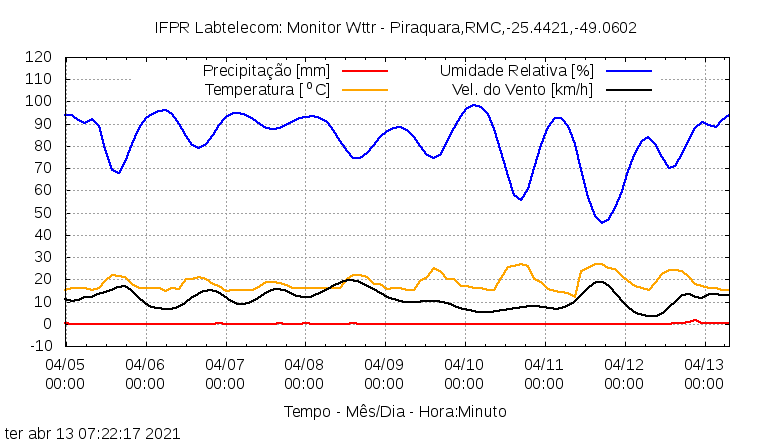 IFPR Labtelecom: Monitor Wttr - Piraquara,RMC,-25.4421,-49.0602
Precipitação [mm]
Umidade Relativa [%]
Temperatura [⁰C]
Vel. do Vento [km/h]
120
110
100
90
80
70
60
50
40
30
20
10
0
-10
04/05 04/06 04/07 04/08 04/09 04/10 04/11 04/12 04/13
00:00 00:00 00:00 00:00 00:00 00:00 00:00 00:00 00:00
Tempo - Mês/Dia - Hora:Minuto
ter abr 13 07:22:17 2021